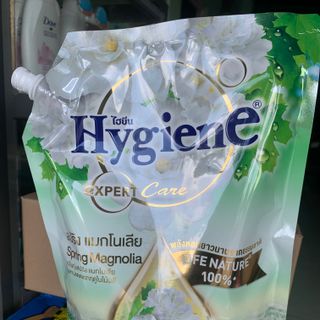 Dove
ไฮยีน
Hygiene®
EXPERT Care
สปริง แมกโนเลีย
Spring Magnolia
LIFE NATURE
100%*